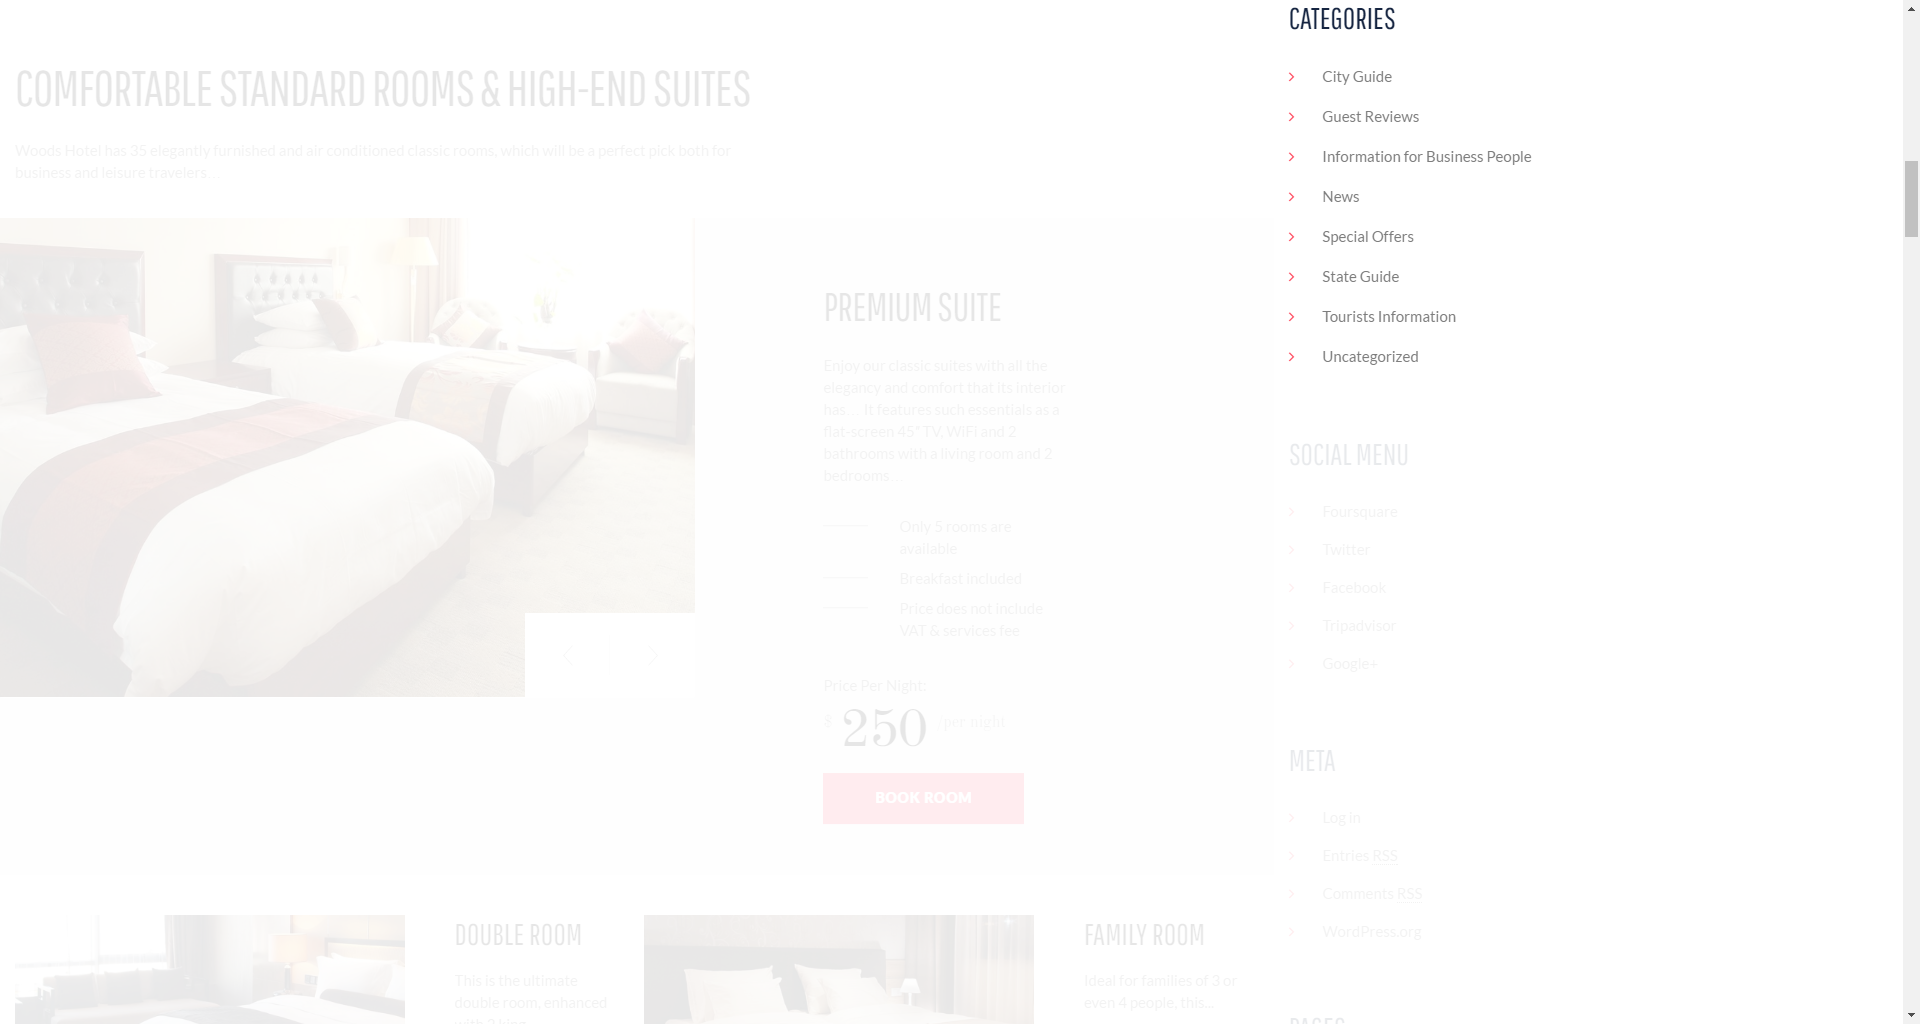 COMFORTABLE STANDARD ROOMS & HIGH-END SUITES
Woods Hotel has 35 elegantly furnished and air conditioned classic rooms, which will be a perfect pick both for
business and leisure travelers.
PREMIUM SUITE
Enjoy our classic suites with all the
elegancy and comfort that its interior
has… It features such essentials as a
flat-screen 45” TV, WiFi and 2
bathrooms with a living room and 2
bedrooms…
Only 5 rooms are
available
Breakfast included
Price does not include
VAT & services fee
Price Per Night:
$ 250 /per night
BOOK ROOM
DOUBLE ROOM
This is the ultimate
double room, enhanced
FAMILY ROOM
Ideal for families of 3 or
even 4 people, this...
CATEGORIES
City Guide
Guest Reviews
Information for Business People
News
Special Offers
State Guide
Tourists Information
Uncategorized
SOCIAL MENU
Foursquare
Twitter
Facebook
Tripadvisor
Google+
META
Log in
Entries RSS
Comments RSS
WordPress.org